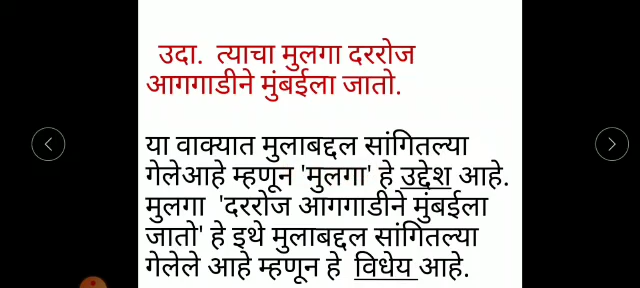 उदा. त्याचा मुलगा दररोज
आगगाडीने मुंबईला जातो.
या वाक्यात मुलाबद्दल सांगितल्या
गेलेआहे म्हणून 'मुलगा' हे उद्देश आहे.
मुलगा 'दररोज आगगाडीने मुंबईला
जातो' हे इथे मुलाबद्दल सांगितल्या
गेलेले आहे म्हणून हे विधेय आहे.